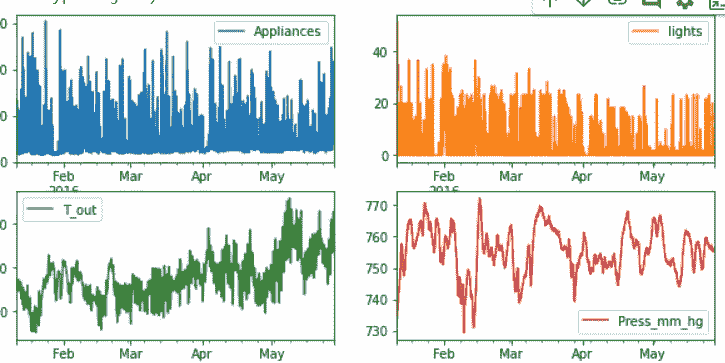 Appliances
lights
40
20
0
0
Feb
Mar
Apr
May
Feb
Mar
Apr
May
2016
2016
T_out
770
760
750
740
730
Press_mm_hg
Feb
Mar
Apr
May
Feb
Mar
Apr
May